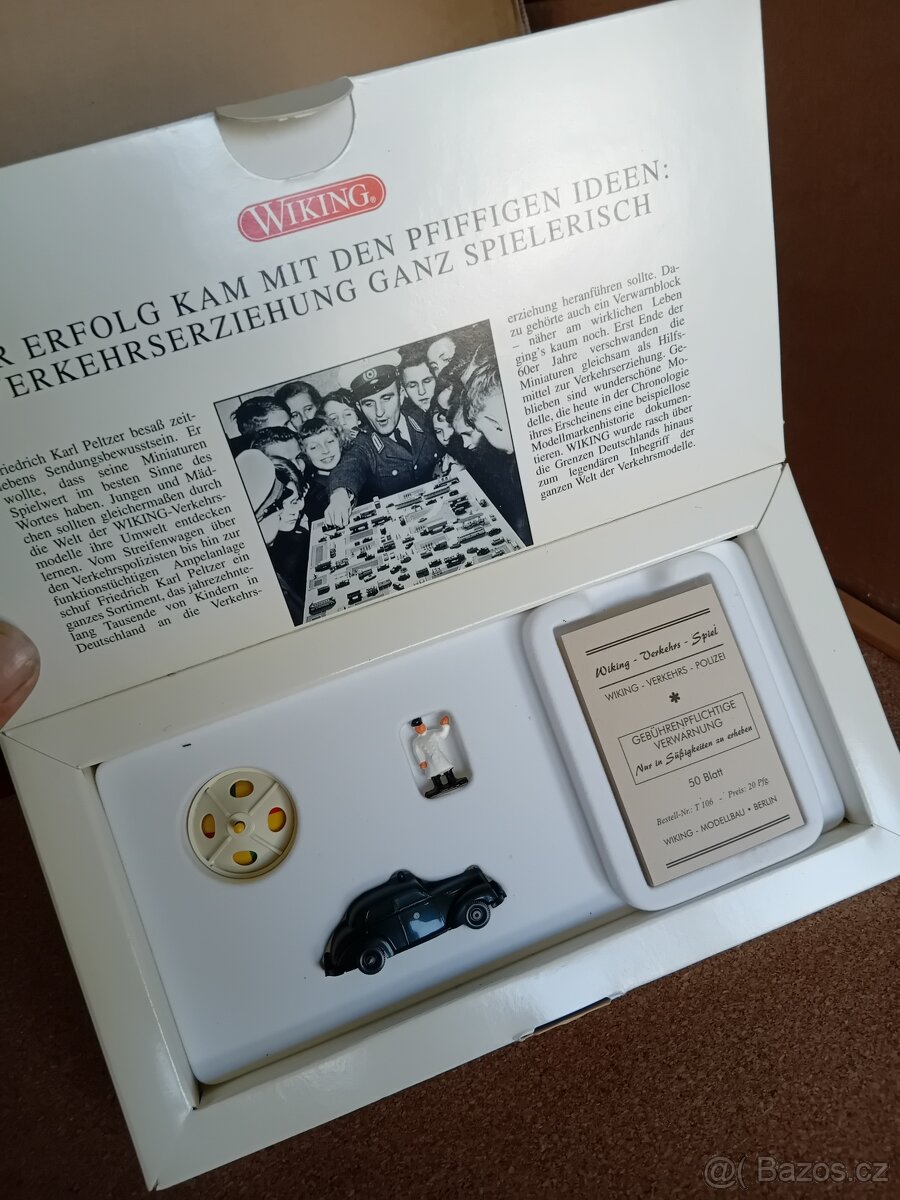 WIKING®
R ERFOLG KAM MIT DEN PFIFFIGEN IDEEN:
ERKEHRSERZIEHUNG GANZ SPIELERISCH
riedrich Karl Peltzer besaß zeit-
lebens Sendungsbewusstsein. Er
wollte, dass seine Miniaturen
Spielwert im besten Sinne des
Wortes haben. Jungen und Mäd-
chen sollten gleichermaßen durch
die Welt der WIKING-Verkehrs-
modelle ihre Umwelt entdecken
lernen. Vom Streifenwagen über
den Verkehrspolizisten bis hin zur
funktionstüchtigen Ampelanlage
schuf Friedrich Karl Peltzer ein
ganzes Sortiment, das jahrzehnte-
lang Tausende von Kindern in
Deutschland an die Verkehrs-
erziehung heranführen sollte. Da-
zu gehörte auch ein Verwarnblock
– näher am wirklichen Leben
ging's kaum noch. Erst Ende der
60er Jahre verschwanden die
Miniaturen gleichsam als Hilfs-
mittel zur Verkehrserziehung. Ge-
blieben sind wunderschöne Mo-
delle, die heute in der Chronologie
ihres Erscheinens eine beispiellose
Modellmarkenhistorie dokumen-
tieren. WIKING wurde rasch über
die Grenzen Deutschlands hinaus
zum legendären Inbegriff der
ganzen Welt der Verkehrsmodelle.
Wiking - Verkehrs - Spiel
WIKING - VERKEHRS - POLIZEI
*
GEBÜHRENPFLICHTIGE
VERWARNUNG
Nur in Süßigkeiten zu erheben
50 Blatt
Bestell-Nr.: T 106 - Preis: 20 Pfg.
WIKING - MODELLBAU • BERLIN
@( Bazos.cz